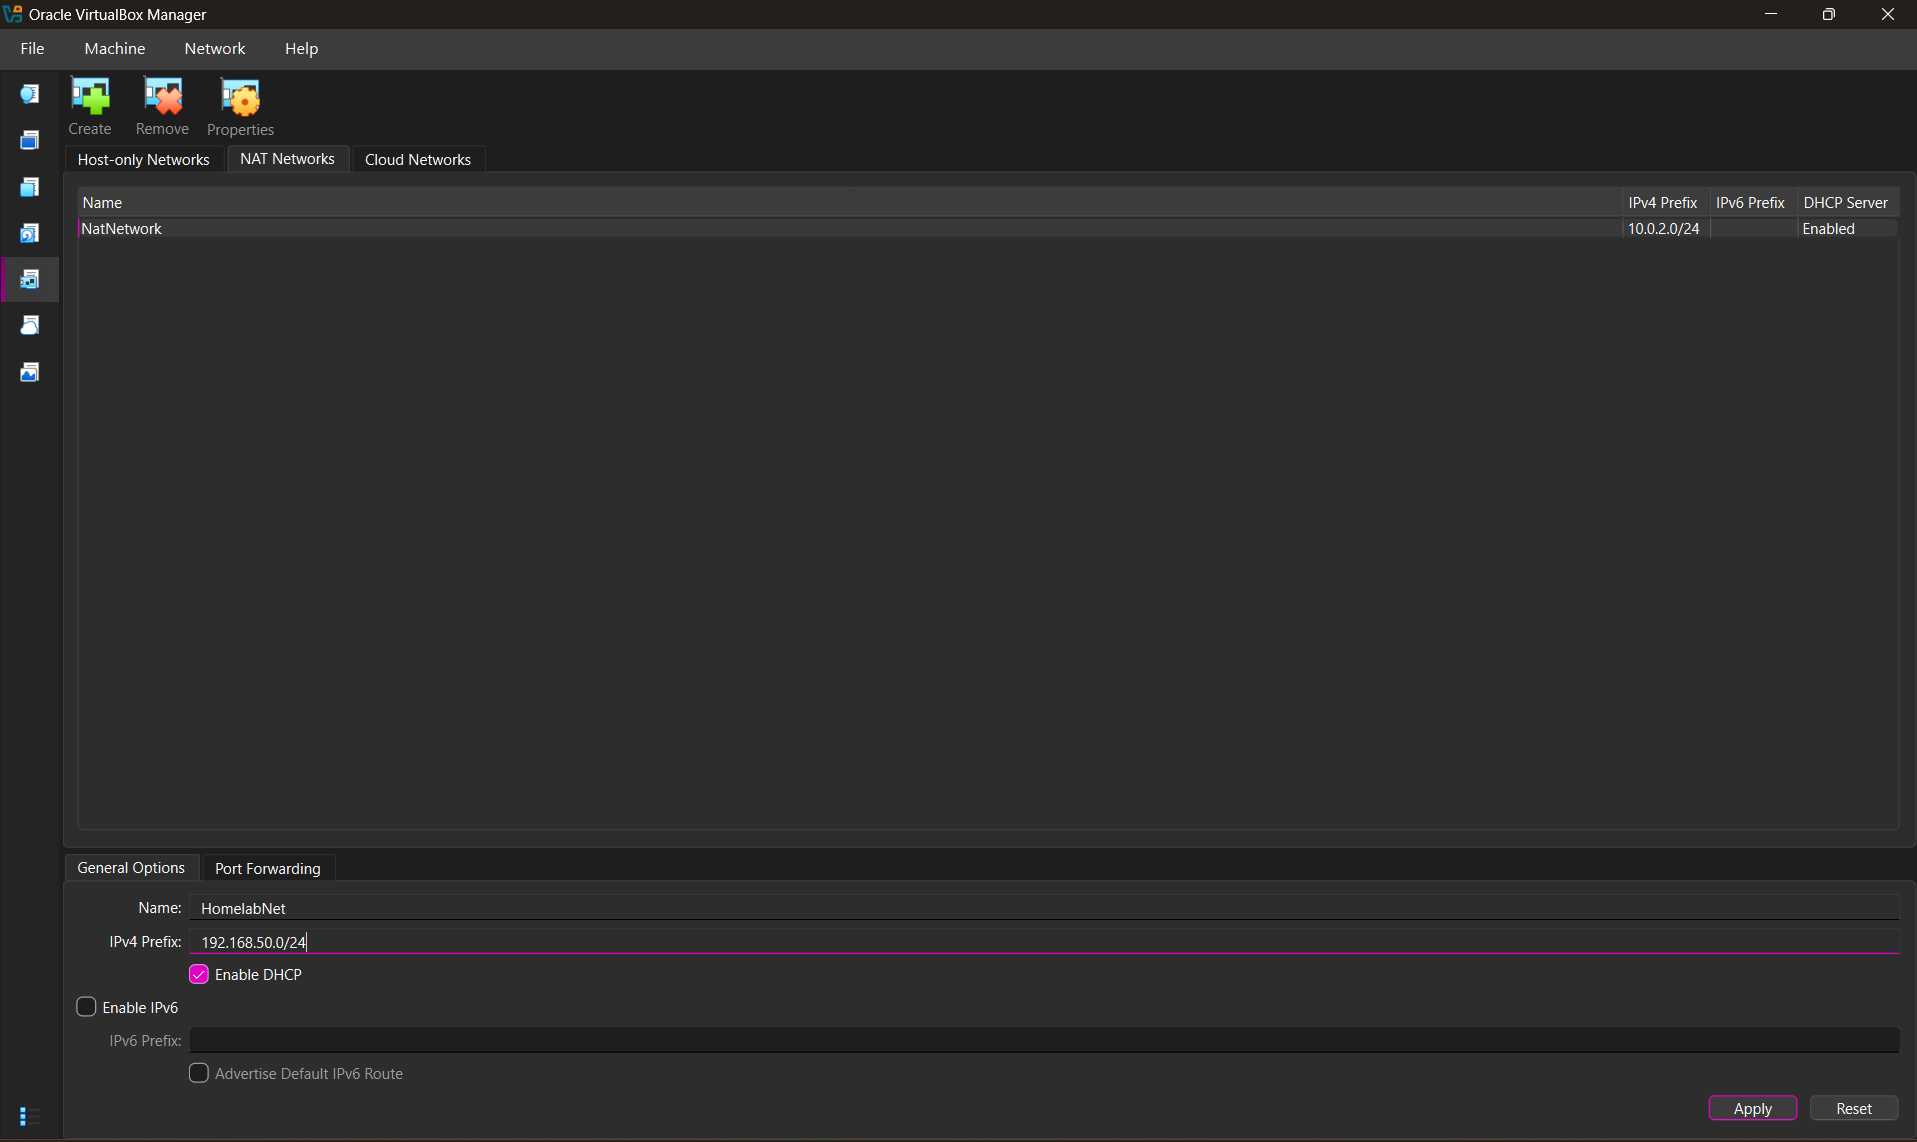 Oracle VirtualBox Manager
File Machine Network Help
Create Remove Properties
Host-only Networks NAT Networks Cloud Networks
Name IPv4 Prefix IPv6 Prefix DHCP Server
NatNetwork 10.0.2.0/24 Enabled
General Options Port Forwarding
Name: HomelabNet
IPv4 Prefix: 192.168.50.0/24
Enable DHCP
Enable IPv6
IPv6 Prefix:
Advertise Default IPv6 Route
Apply Reset